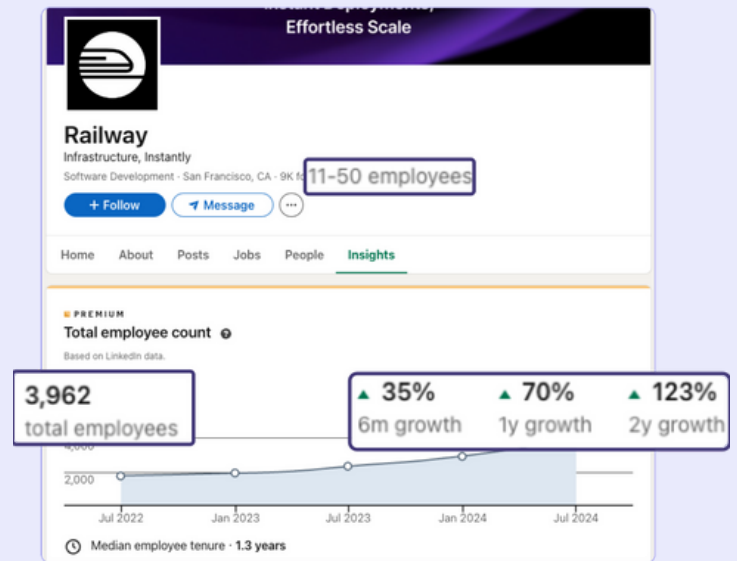 Effortless Scale
Railway
Infrastructure, Instantly
Software Development · San Francisco, CA · 9K
11-50 employees
+ Follow
Message
Home About Posts Jobs People Insights
PREMIUM
Total employee count
Based on LinkedIn data.
3,962
total employees
35% 70% 123%
6m growth 1y growth 2y growth
4,000
2,000
Jul 2022 Jan 2023 Jul 2023 Jan 2024 Jul 2024
Median employee tenure · 1.3 years